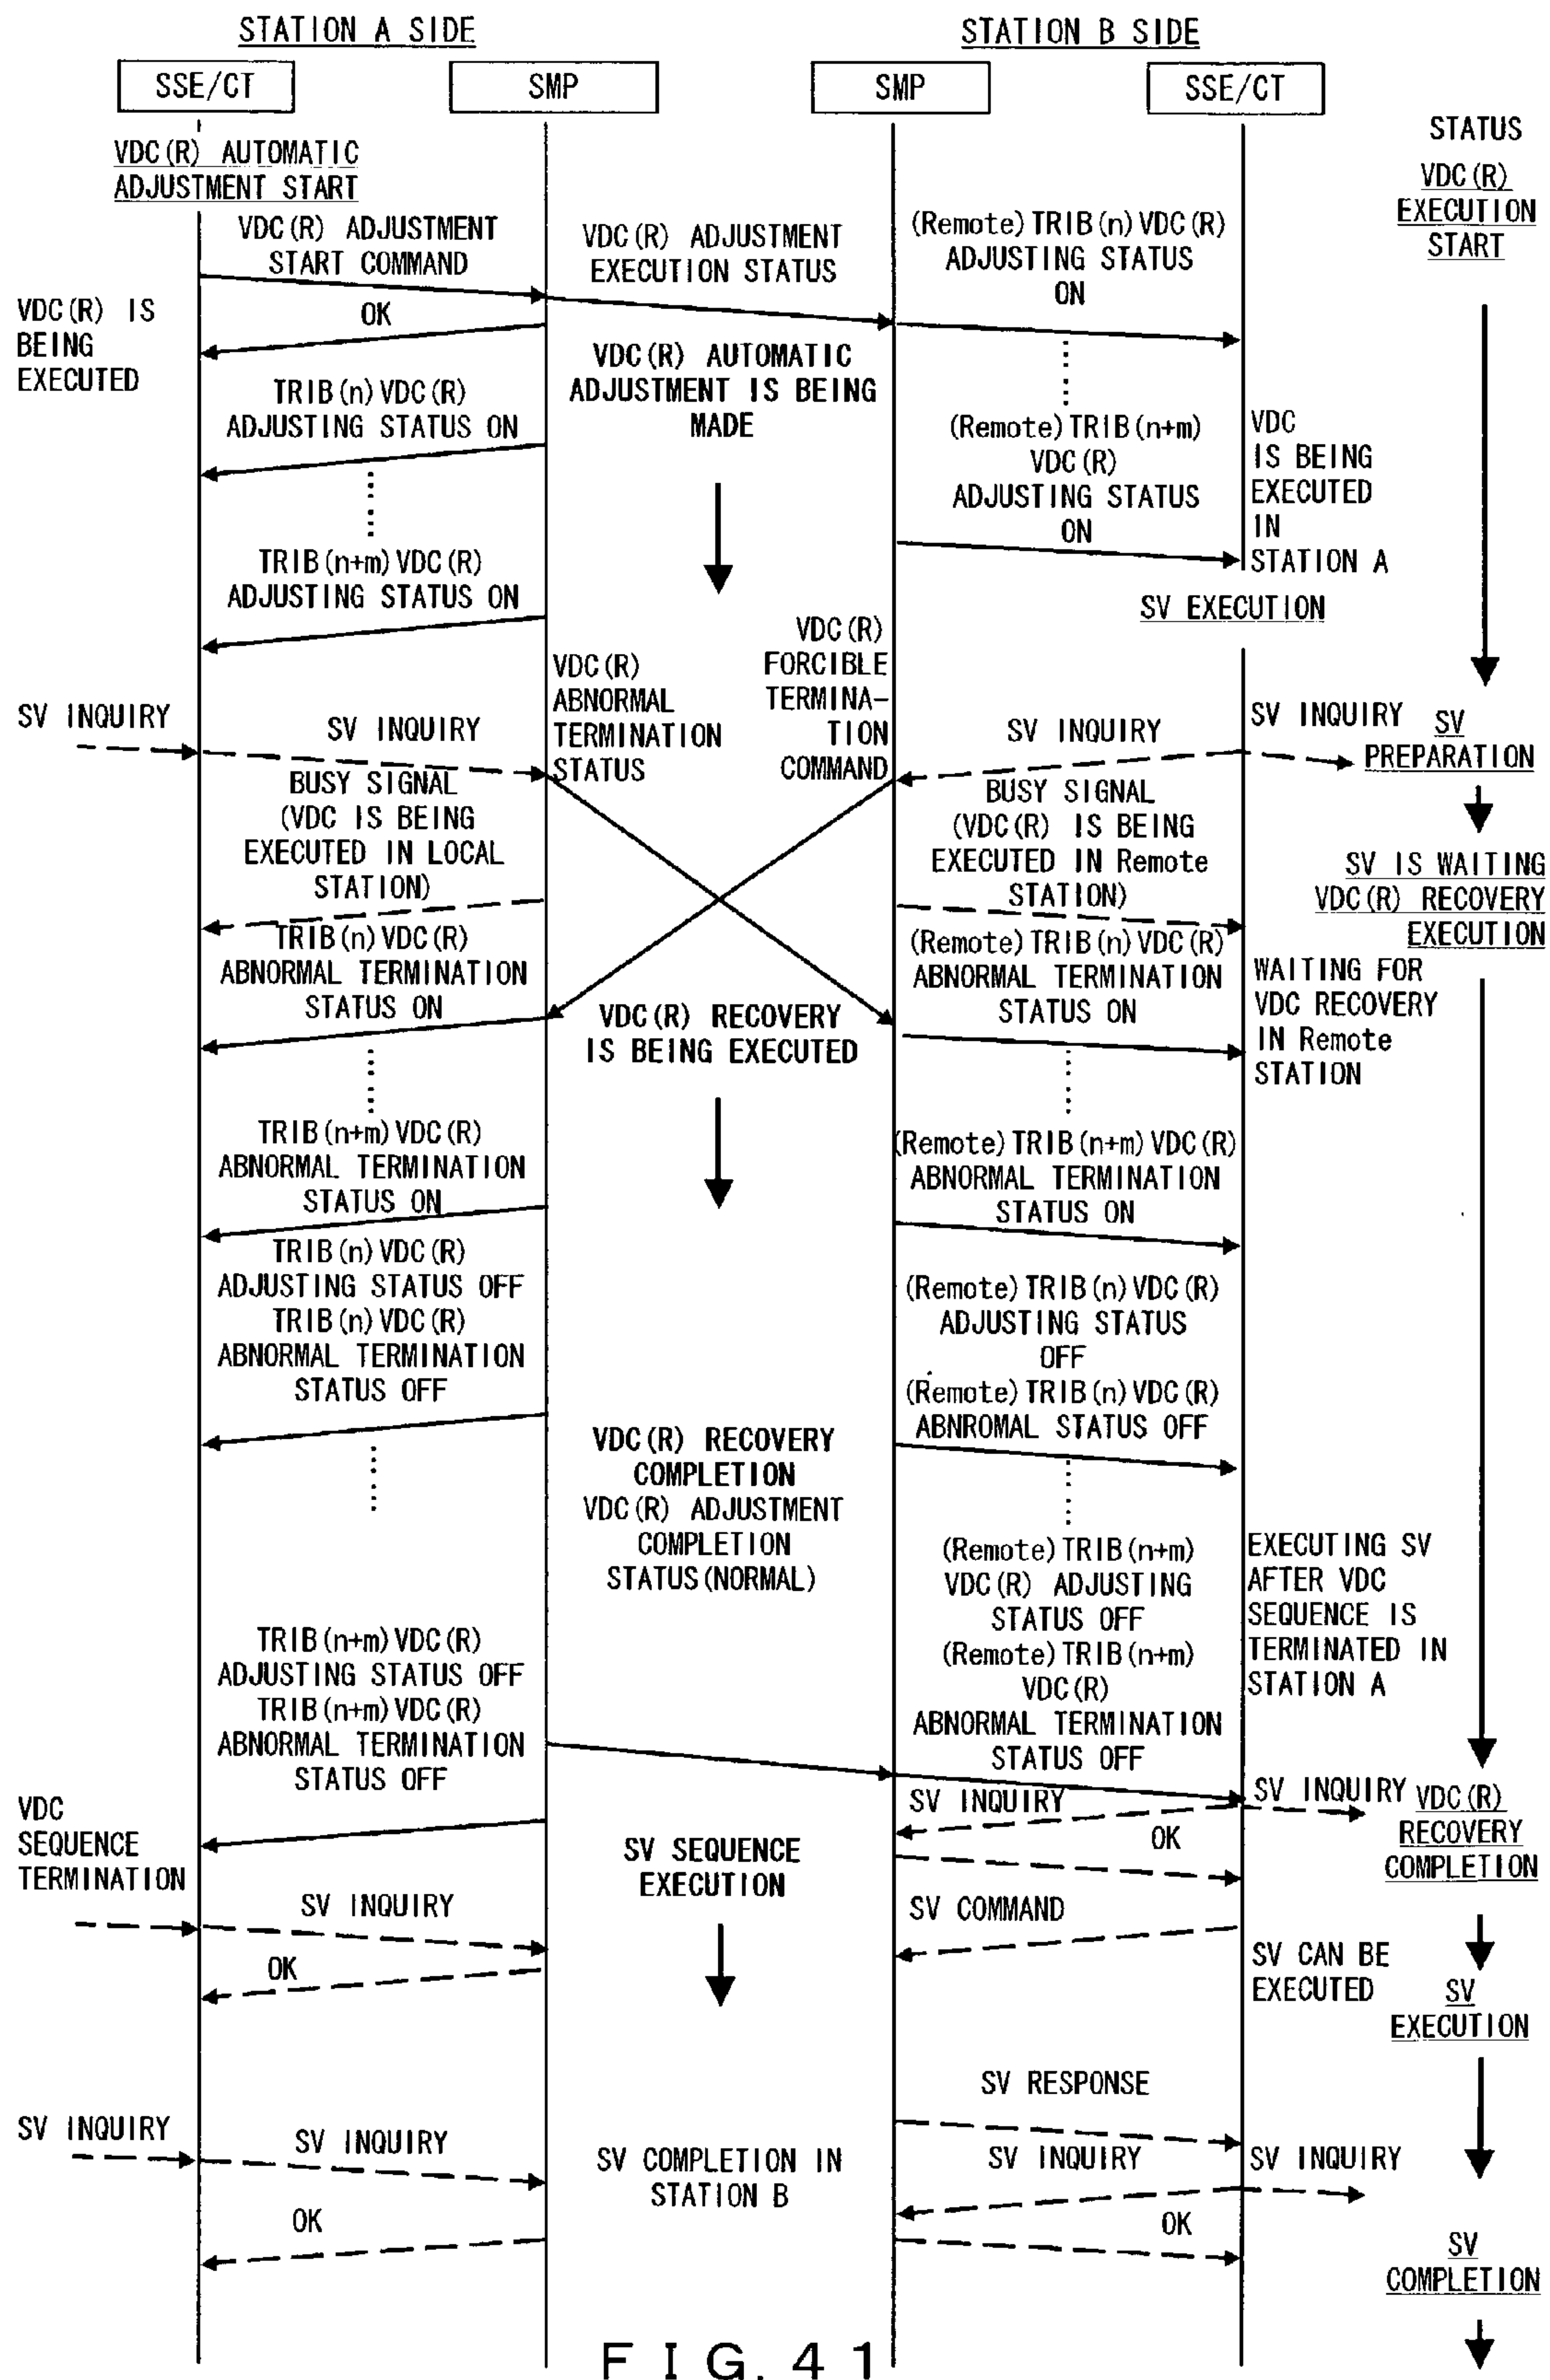 STATION A SIDE
STATION B SIDE
SSE/CT
SMP
SMP
SSE/CT
STATUS
VDC(R) AUTOMATIC
ADJUSTMENT START
VDC(R)
EXECUTION
START
VDC(R) ADJUSTMENT
START COMMAND
VDC(R) ADJUSTMENT
EXECUTION STATUS
(Remote)TRIB(n)VDC(R)
ADJUSTING STATUS
ON
VDC(R) IS
BEING
EXECUTED
OK
VDC(R) AUTOMATIC
ADJUSTMENT IS BEING
MADE
TRIB(n)VDC(R)
ADJUSTING STATUS ON
(Remote)TRIB(n+m)
VDC(R)
ADJUSTING STATUS
ON
VDC
IS BEING
EXECUTED
IN
STATION A
TRIB(n+m)VDC(R)
ADJUSTING STATUS ON
SV EXECUTION
VDC(R)
ABNORMAL
TERMINATION
STATUS
VDC(R)
FORCIBLE
TERMINA-
TION
COMMAND
SV INQUIRY
SV INQUIRY
SV INQUIRY
SV INQUIRY
SV
PREPARATION
BUSY SIGNAL
(VDC IS BEING
EXECUTED IN LOCAL
STATION)
BUSY SIGNAL
(VDC(R) IS BEING
EXECUTED IN Remote
STATION)
SV IS WAITING
VDC(R) RECOVERY
EXECUTION
TRIB(n)VDC(R)
ABNORMAL TERMINATION
STATUS ON
VDC(R) RECOVERY
IS BEING EXECUTED
(Remote)TRIB(n)VDC(R)
ABNORMAL TERMINATION
STATUS ON
WAITING FOR
VDC RECOVERY
IN Remote
STATION
TRIB(n+m)VDC(R)
ABNORMAL TERMINATION
STATUS ON
(Remote)TRIB(n+m)VDC(R)
ABNORMAL TERMINATION
STATUS ON
TRIB(n)VDC(R)
ADJUSTING STATUS OFF
TRIB(n)VDC(R)
ABNORMAL TERMINATION
STATUS OFF
(Remote)TRIB(n)VDC(R)
ADJUSTING STATUS
OFF
(Remote)TRIB(n)VDC(R)
ABNROMAL STATUS OFF
VDC(R) RECOVERY
COMPLETION
VDC(R) ADJUSTMENT
COMPLETION
STATUS(NORMAL)
(Remote)TRIB(n+m)
VDC(R) ADJUSTING
STATUS OFF
(Remote)TRIB(n+m)
VDC(R)
ABNORMAL TERMINATION
STATUS OFF
EXECUTING SV
AFTER VDC
SEQUENCE IS
TERMINATED IN
STATION A
TRIB(n+m)VDC(R)
ADJUSTING STATUS OFF
TRIB(n+m)VDC(R)
ABNORMAL TERMINATION
STATUS OFF
VDC
SEQUENCE
TERMINATION
SV INQUIRY
SV INQUIRY
VDC(R)
RECOVERY
COMPLETION
OK
SV SEQUENCE
EXECUTION
SV INQUIRY
SV COMMAND
OK
SV CAN BE
EXECUTED
SV
EXECUTION
SV RESPONSE
SV INQUIRY
SV INQUIRY
SV COMPLETION IN
STATION B
SV INQUIRY
SV INQUIRY
OK
OK
SV
COMPLETION
FIG. 41